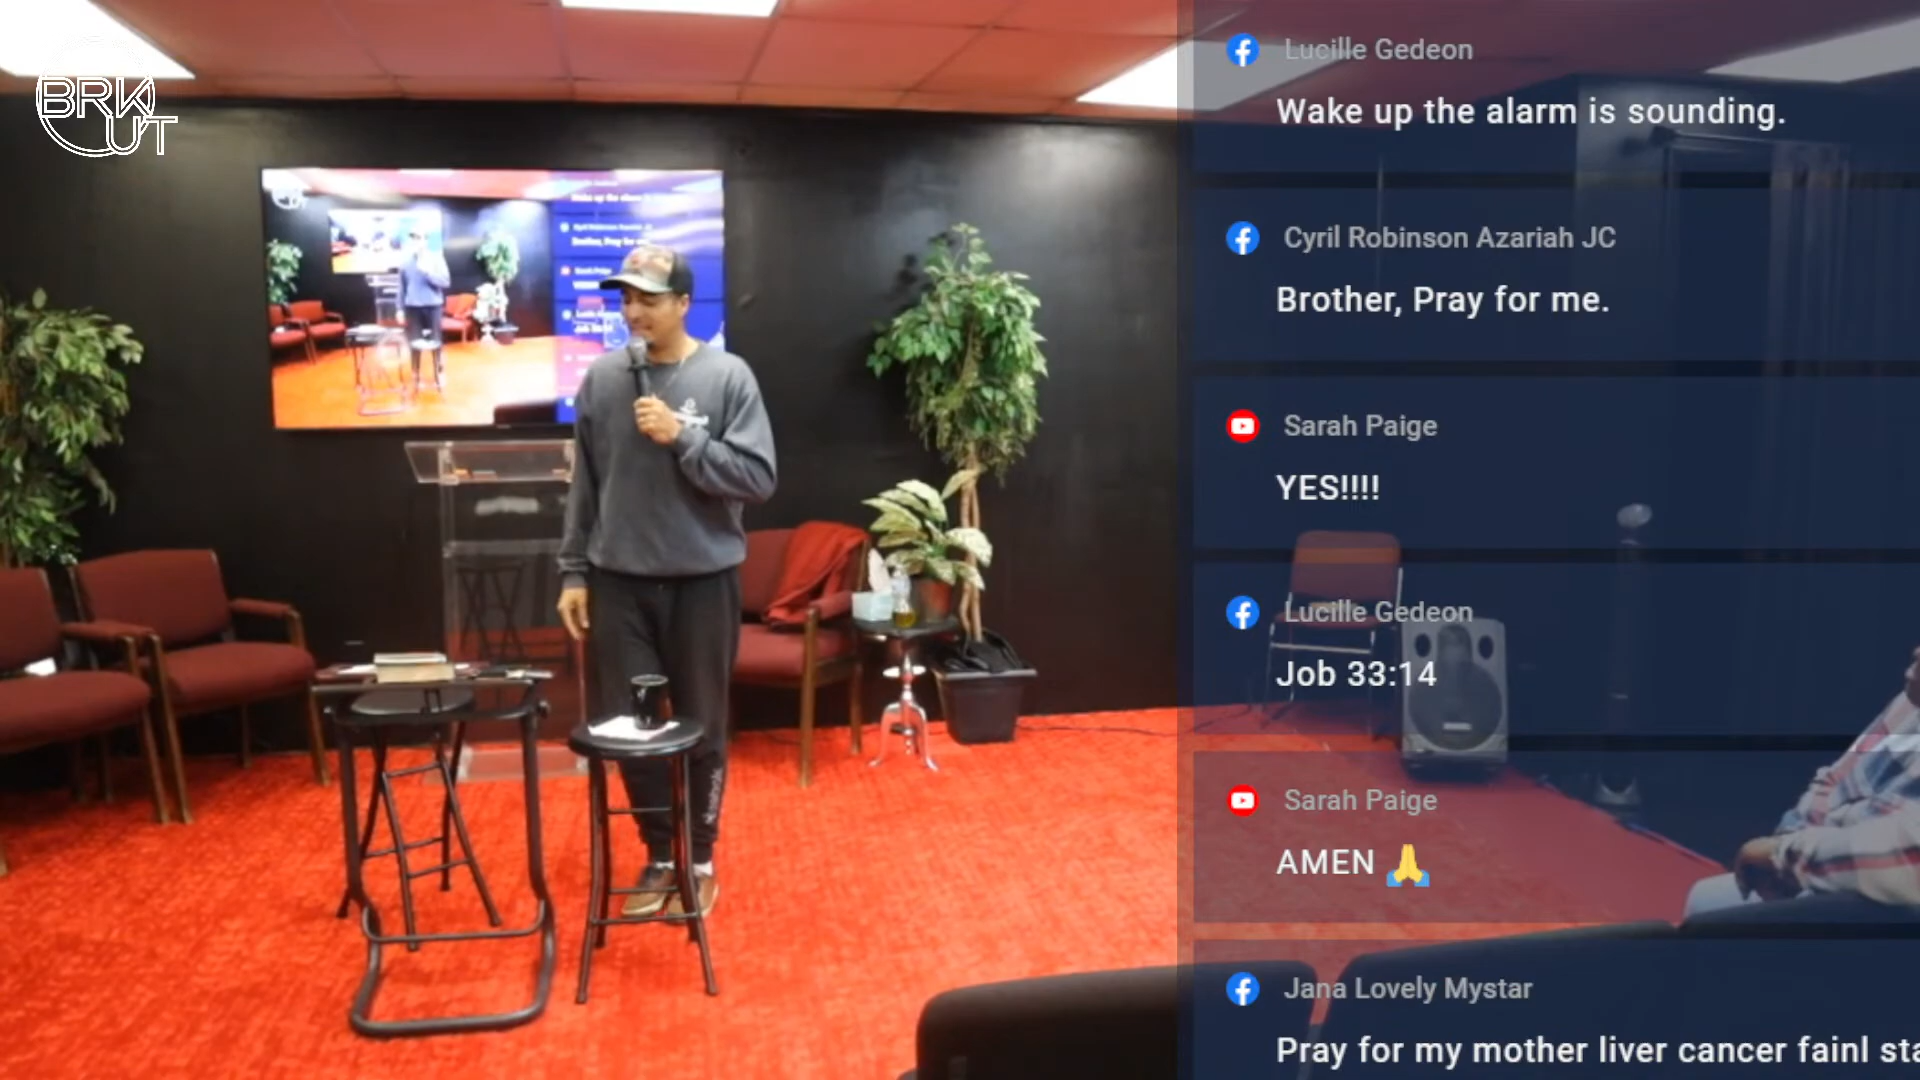 BRK
UT
Lucille Gedeon
Wake up the alarm is sounding.
Cyril Robinson Azariah JC
Brother, Pray for me.
Sarah Paige
YES!!!!
Lucille Gedeon
Job 33:14
Sarah Paige
AMEN 🙏
Jana Lovely Mystar
Pray for my mother liver cancer fainl sta